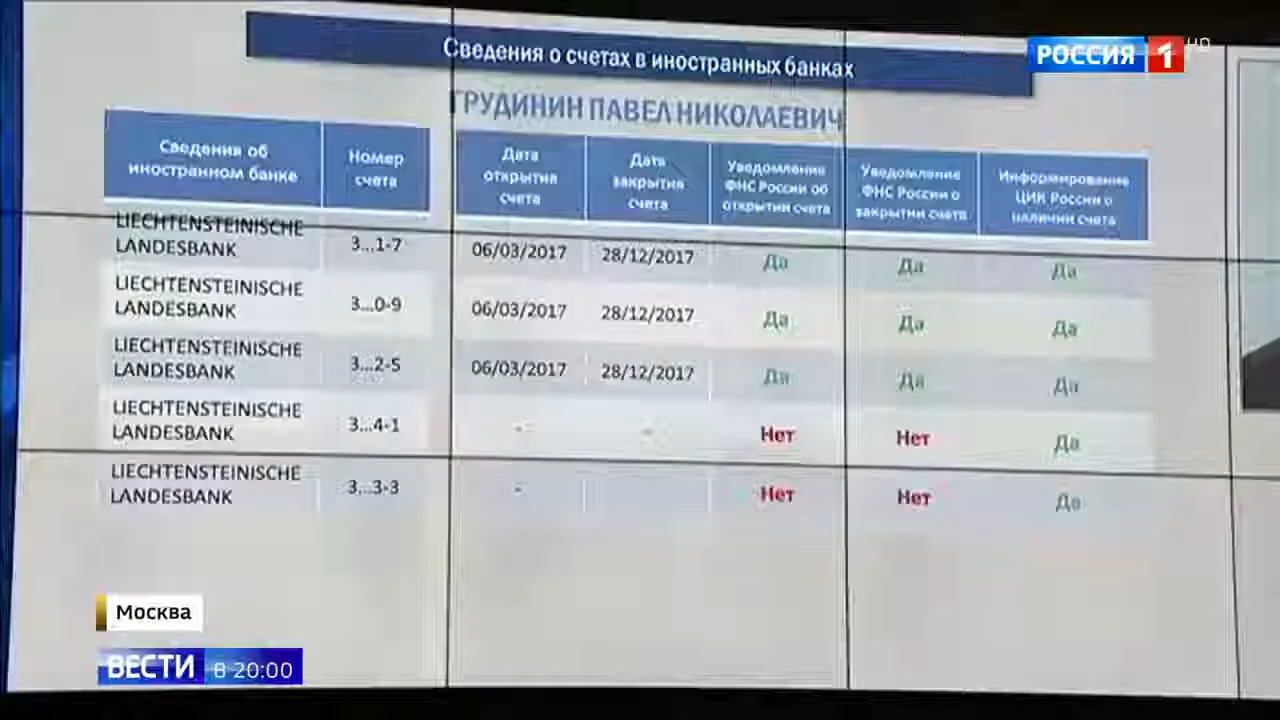 РОССИЯ 1 HD
Сведения о счетах в иностранных банках
ГРУДИНИН ПАВЕЛ НИКОЛАЕВИЧ
Сведения об
иностранном банке
Номер
счета
Дата
открытия
счета
Дата
закрытия
счета
Уведомление
ФНС России об
открытии счета
Уведомление
ФНС России о
закрытии счета
Информирование
ЦИК России о
наличии счета
LIECHTENSTEINISCHE
LANDESBANK
3...1-7 06/03/2017 28/12/2017 Да Да Да
LIECHTENSTEINISCHE
LANDESBANK
3...0-9 06/03/2017 28/12/2017 Да Да Да
LIECHTENSTEINISCHE
LANDESBANK
3...2-5 06/03/2017 28/12/2017 Да Да Да
LIECHTENSTEINISCHE
LANDESBANK
3...4-1 - - Нет Нет Да
LIECHTENSTEINISCHE
LANDESBANK
3...3-3 - Нет Нет Да
Москва
ВЕСТИ В 20:00